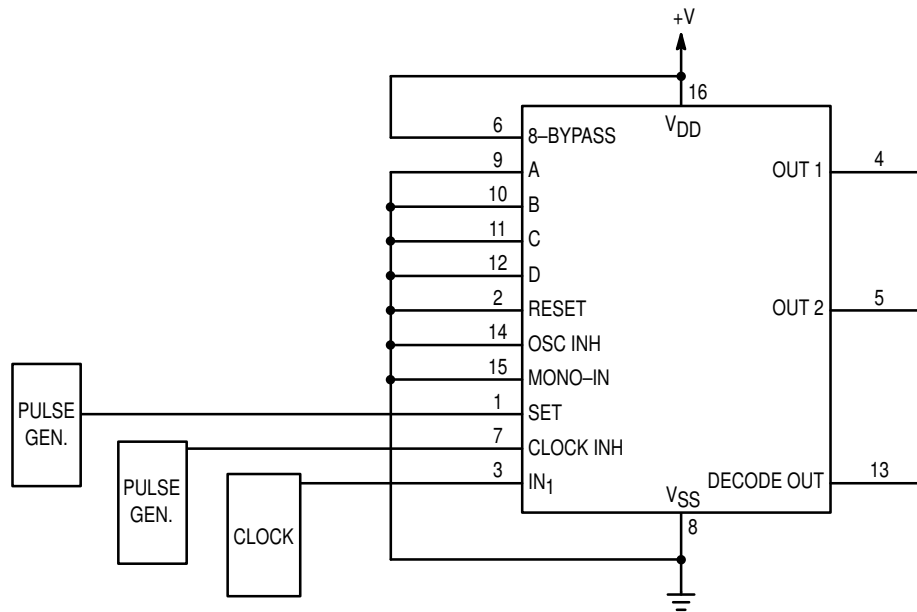 +V
16
VDD
6
8–BYPASS
9
A
OUT 1
4
10
B
11
C
12
D
2
RESET
OUT 2
5
14
OSC INH
15
MONO–IN
1
SET
PULSE
GEN.
7
CLOCK INH
PULSE
GEN.
3
IN1
DECODE OUT
13
CLOCK
VSS
8